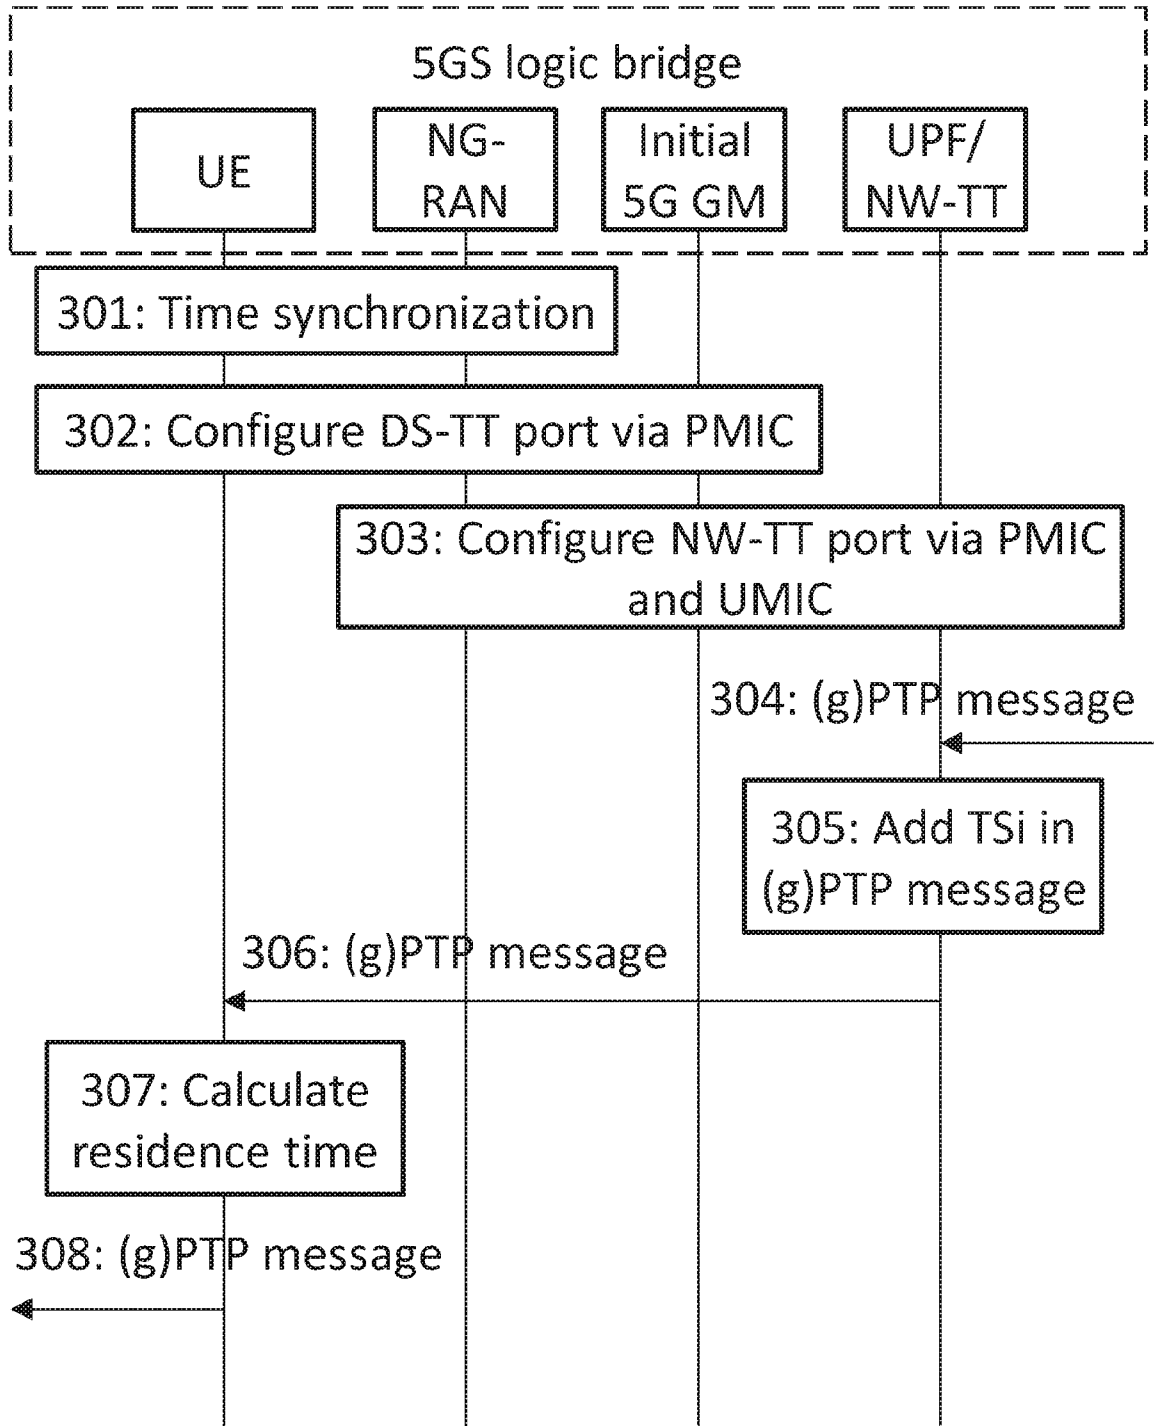 5GS logic bridge
UE
NG-
RAN
Initial
5G GM
UPF/
NW-TT
301: Time synchronization
302: Configure DS-TT port via PMIC
303: Configure NW-TT port via PMIC
and UMIC
304: (g)PTP message
305: Add TSi in
(g)PTP message
306: (g)PTP message
307: Calculate
residence time
308: (g)PTP message